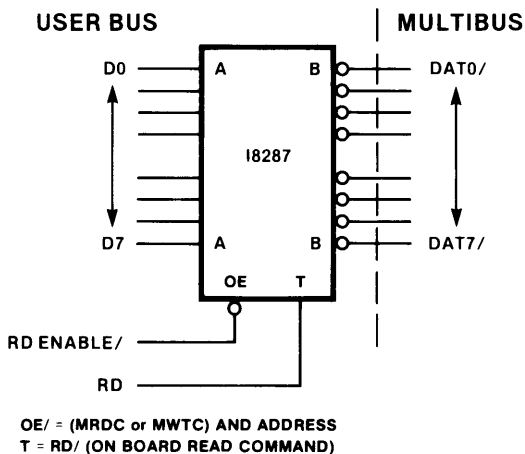 USER BUS
MULTIBUS
D0
A
B
DAT0/
I8287
D7
A
B
DAT7/
OE
T
RD ENABLE/
RD
OE/ = (MRDC or MWTC) AND ADDRESS
T = RD/ (ON BOARD READ COMMAND)